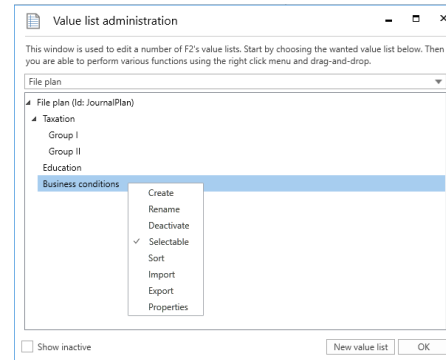 Value list administration
This window is used to edit a number of F2's value lists. Start by choosing the wanted value list below. Then
you are able to perform various functions using the right click menu and drag-and-drop.
File plan
File plan (Id: JournalPlan)
Taxation
Group I
Group II
Education
Business conditions
Create
Rename
Deactivate
Selectable
Sort
Import
Export
Properties
Show inactive
New value list
OK